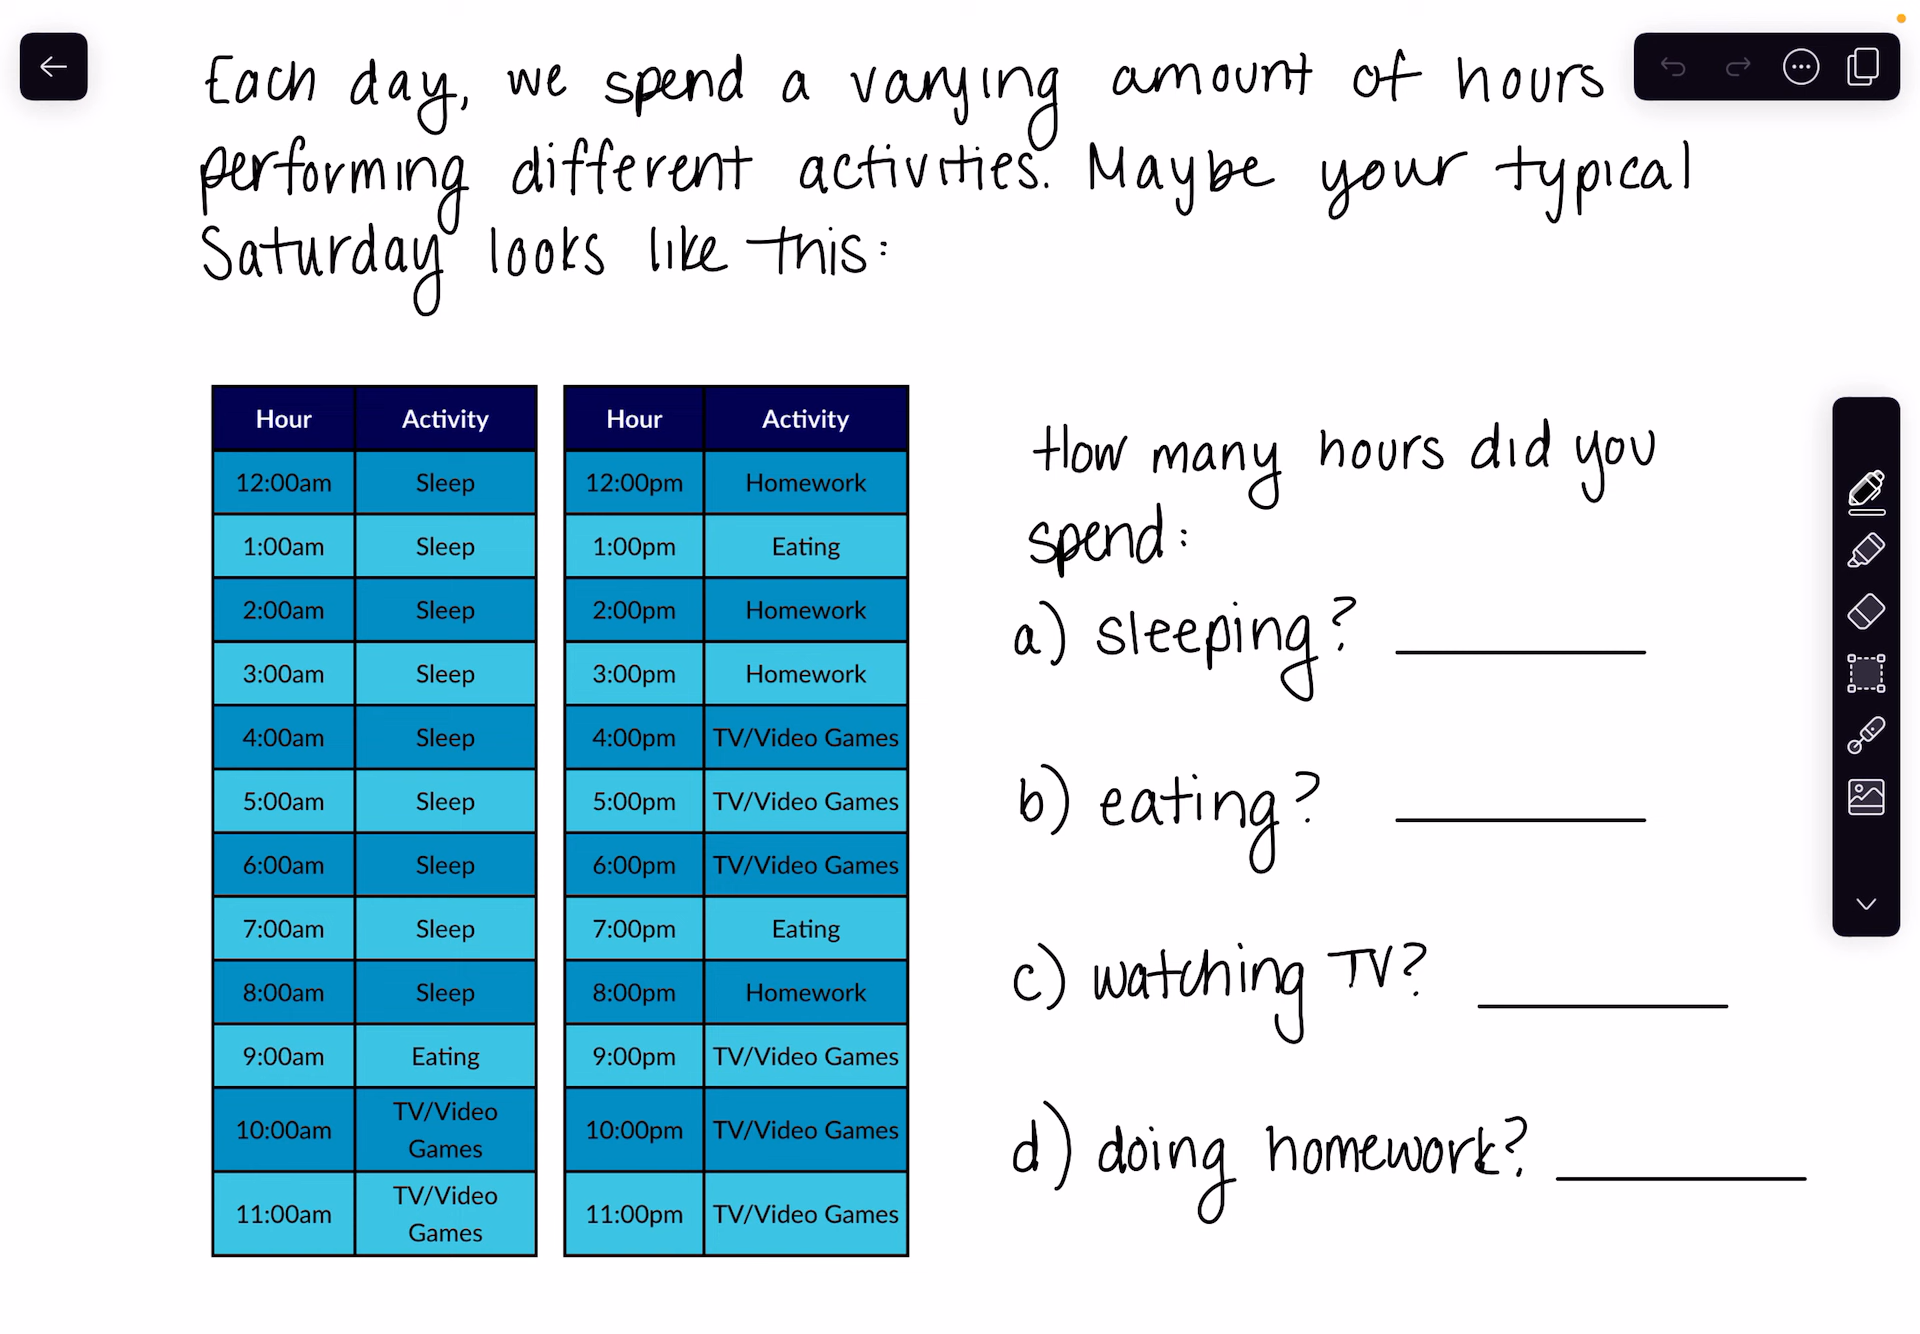 Each day, we spend a varying amount of hours
performing different activities. Maybe your typical
Saturday looks like this:
Hour Activity
12:00am Sleep
1:00am Sleep
2:00am Sleep
3:00am Sleep
4:00am Sleep
5:00am Sleep
6:00am Sleep
7:00am Sleep
8:00am Sleep
9:00am Eating
10:00am TV/Video
Games
11:00am TV/Video
Games
Hour Activity
12:00pm Homework
1:00pm Eating
2:00pm Homework
3:00pm Homework
4:00pm TV/Video Games
5:00pm TV/Video Games
6:00pm TV/Video Games
7:00pm Eating
8:00pm Homework
9:00pm TV/Video Games
10:00pm TV/Video Games
11:00pm TV/Video Games
How many hours did you
spend:
a) sleeping?
b) eating?
c) watching TV?
d) doing homework?